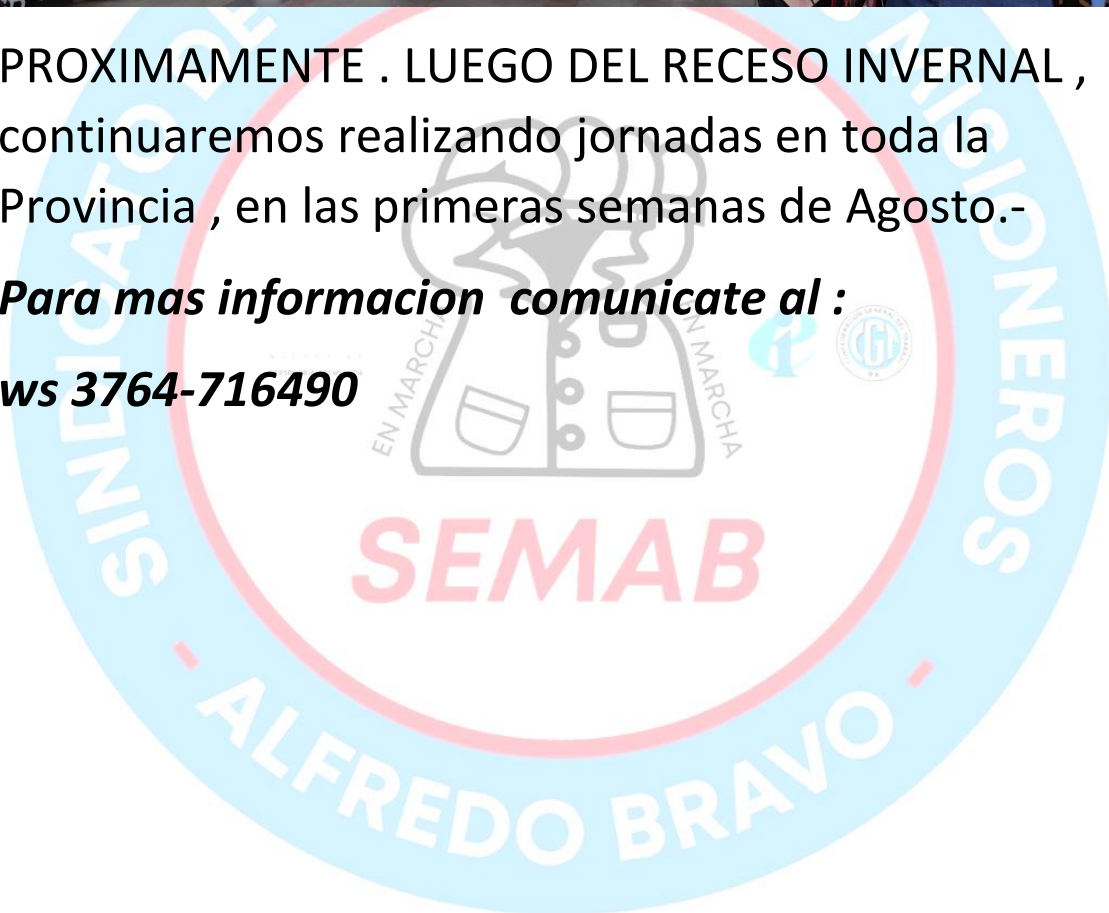 PROXIMAMENTE . LUEGO DEL RECESO INVERNAL ,
continuaremos realizando jornadas en toda la
Provincia , en las primeras semanas de Agosto.-
Para mas informacion comunicate al :
ws 3764-716490
EN MARCHA
EN MARCHA
CGT
SEMAB
SINDICATO DE
MISIONEROS
- ALFREDO BRAVO -